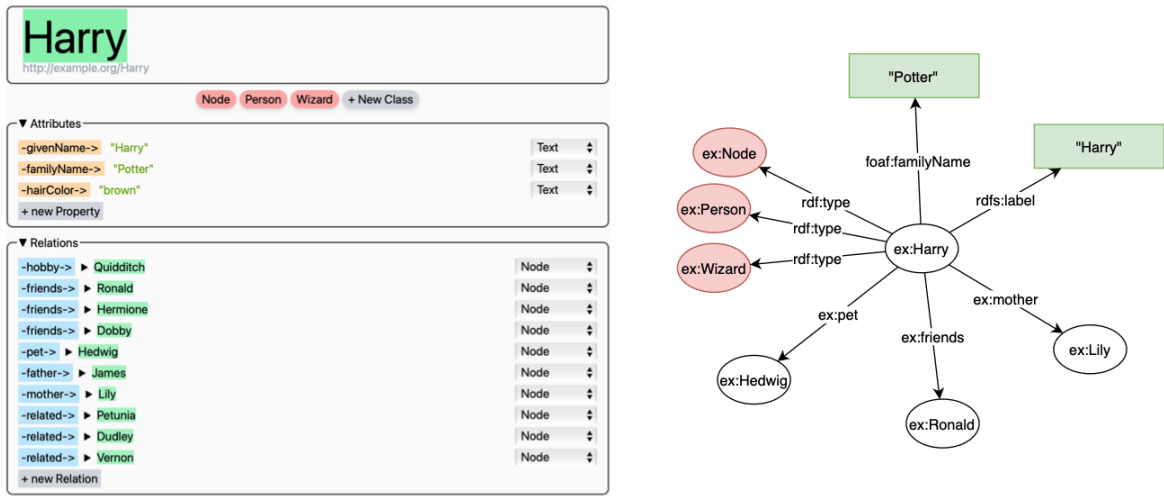 Harry
http://example.org/Harry
Node Person Wizard + New Class
▼ Attributes
-givenName-> "Harry" Text
-familyName-> "Potter" Text
-hairColor-> "brown" Text
+ new Property
▼ Relations
-hobby-> ▶ Quidditch Node
-friends-> ▶ Ronald Node
-friends-> ▶ Hermione Node
-friends-> ▶ Dobby Node
-pet-> ▶ Hedwig Node
-father-> ▶ James Node
-mother-> ▶ Lily Node
-related-> ▶ Petunia Node
-related-> ▶ Dudley Node
-related-> ▶ Vernon Node
+ new Relation
"Potter"
"Harry"
ex:Node
foaf:familyName
rdf:type
rdfs:label
ex:Person
rdf:type
ex:Harry
ex:Wizard
rdf:type
ex:mother
ex:pet
ex:friends
ex:Lily
ex:Hedwig
ex:Ronald